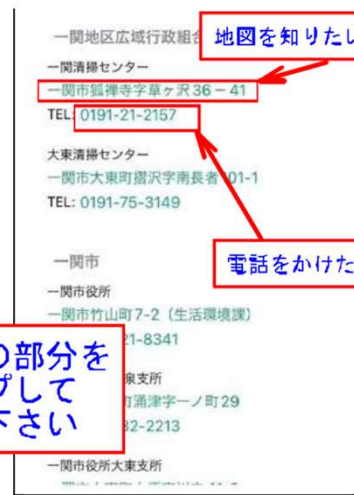 一関地区広域行政組合
地図を知りたい
一関清掃センター
一関市狐禅寺字草ヶ沢36－41
TEL: 0191-21-2157
大東清掃センター
一関市大東町摺沢字南長者 01-1
TEL: 0191-75-3149
電話をかけた
一関市
一関市役所
一関市竹山町7-2（生活環境課）
21-8341
の部分を
プして
下さい
泉支所
町涌津字一ノ町29
82-2213
一関市役所大東支所